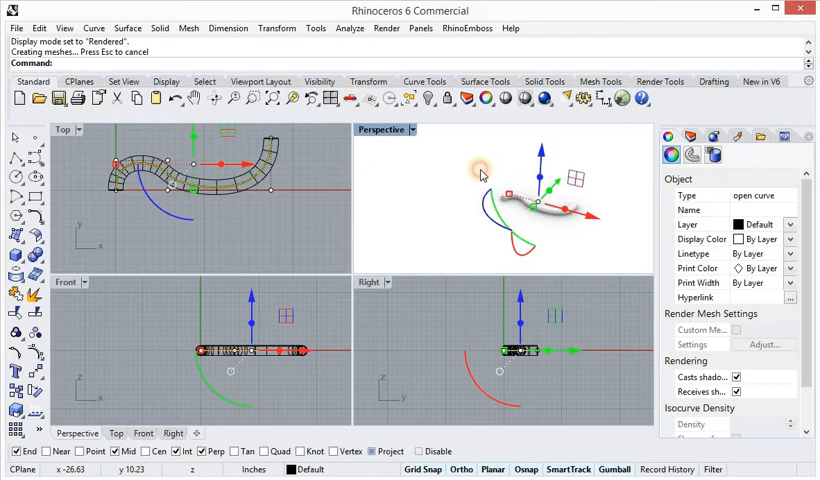 Rhinoceros 6 Commercial
File Edit View Curve Surface Solid Mesh Dimension Transform Tools Analyze Render Panels RhinoEmboss Help
Display mode set to "Rendered".
Creating meshes... Press Esc to cancel
Command:
Standard CPlanes Set View Display Select Viewport Layout Visibility Transform Curve Tools Surface Tools Solid Tools Mesh Tools Render Tools Drafting New in V6
Top
y
x
Perspective
Front
z
x
Right
z
y
Object
Type open curve
Name
Layer Default
Display Color By Layer
Linetype By Layer
Print Color By Layer
Print Width By Layer
Hyperlink ...
Render Mesh Settings
Custom Me...
Settings Adjust...
Rendering
Casts shado...
Receives sh...
Isocurve Density
Density
Perspective Top Front Right
End Near Point Mid Cen Int Perp Tan Quad Knot Vertex Project Disable
CPlane x -26.63 y 10.23 z Inches Default Grid Snap Ortho Planar Osnap SmartTrack Gumball Record History Filter